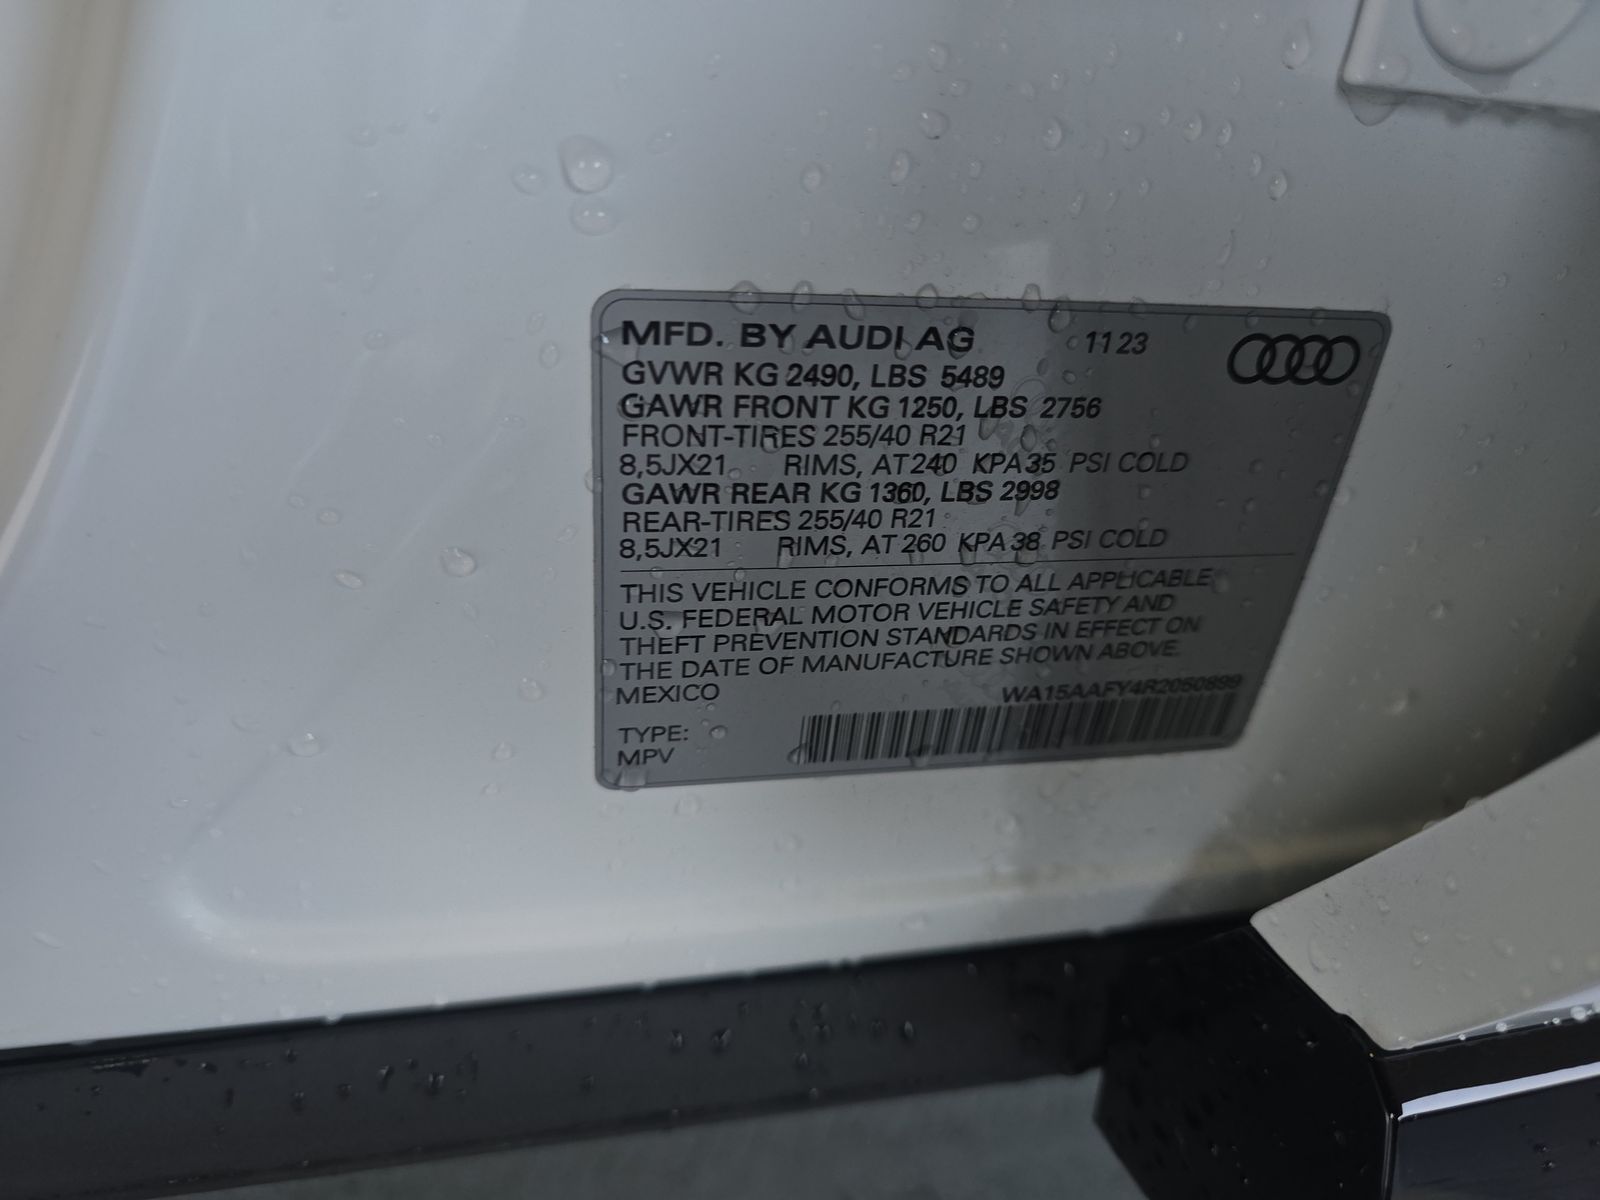 MFD. BY AUDI AG 11 23
GVWR KG 2490, LBS 5489
GAWR FRONT KG 1250, LBS 2756
FRONT-TIRES 255/40 R21
8,5JX21 RIMS, AT 240 KPA 35 PSI COLD
GAWR REAR KG 1360, LBS 2998
REAR-TIRES 255/40 R21
8,5JX21 RIMS, AT 260 KPA 38 PSI COLD
THIS VEHICLE CONFORMS TO ALL APPLICABLE
U.S. FEDERAL MOTOR VEHICLE SAFETY AND
THEFT PREVENTION STANDARDS IN EFFECT ON
THE DATE OF MANUFACTURE SHOWN ABOVE.
MEXICO WA15AAFY4R2060899
TYPE:
MPV